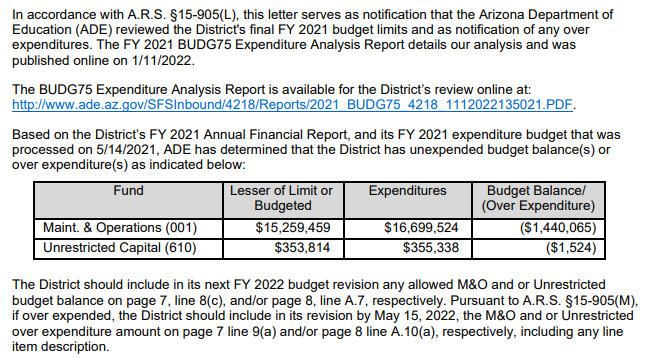 In accordance with A.R.S. §15-905(L), this letter serves as notification that the Arizona Department of
Education (ADE) reviewed the District's final FY 2021 budget limits and as notification of any over
expenditures. The FY 2021 BUDG75 Expenditure Analysis Report details our analysis and was
published online on 1/11/2022.
The BUDG75 Expenditure Analysis Report is available for the District's review online at:
http://www.ade.az.gov/SFSInbound/4218/Reports/2021_BUDG75_4218_1112022135021.PDF.
Based on the District's FY 2021 Annual Financial Report, and its FY 2021 expenditure budget that was
processed on 5/14/2021, ADE has determined that the District has unexpended budget balance(s) or
over expenditure(s) as indicated below:
Fund Lesser of Limit or Expenditures Budget Balance/
Budgeted (Over Expenditure)
Maint. & Operations (001) $15,259,459 $16,699,524 ($1,440,065)
Unrestricted Capital (610) $353,814 $355,338 ($1,524)
The District should include in its next FY 2022 budget revision any allowed M&O and or Unrestricted
budget balance on page 7, line 8(c), and/or page 8, line A.7, respectively. Pursuant to A.R.S. §15-905(M),
if over expended, the District should include in its revision by May 15, 2022, the M&O and or Unrestricted
over expenditure amount on page 7 line 9(a) and/or page 8 line A.10(a), respectively, including any line
item description.